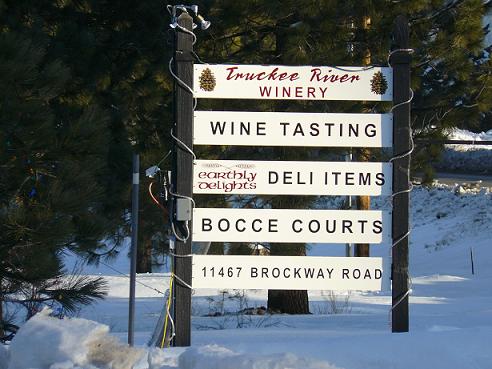 Truckee River
WINERY
WINE TASTING
earthly
delights
DELI ITEMS
BOCCE COURTS
11467 BROCKWAY ROAD